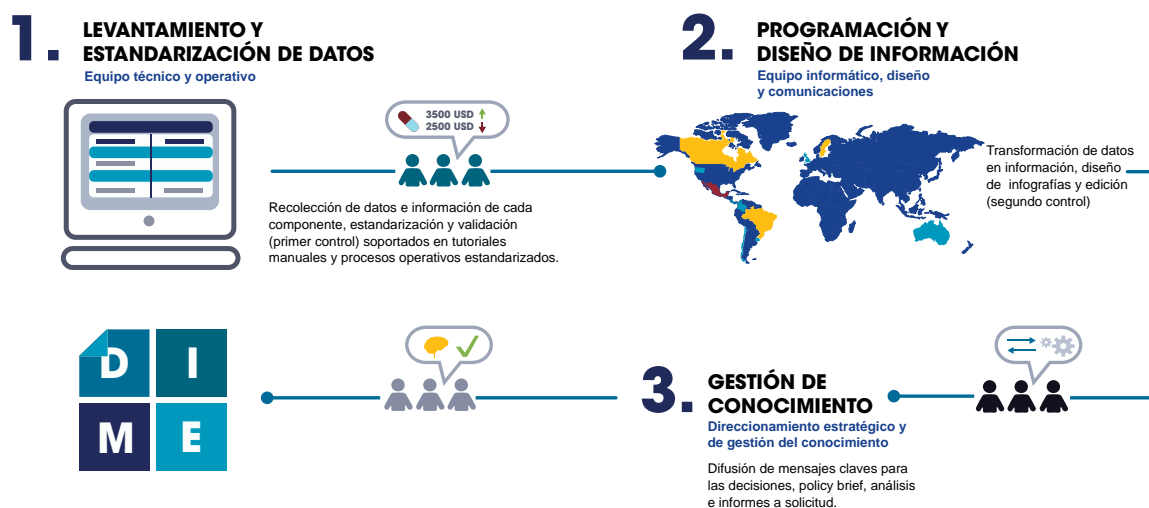 1.
LEVANTAMIENTO Y
ESTANDARIZACIÓN DE DATOS
Equipo técnico y operativo
3500 USD
2500 USD
Recolección de datos e información de cada
componente, estandarización y validación
(primer control) soportados en tutoriales
manuales y procesos operativos estandarizados.
2.
PROGRAMACIÓN Y
DISEÑO DE INFORMACIÓN
Equipo informático, diseño
y comunicaciones
Transformación de datos
en información, diseño
de infografías y edición
(segundo control)
3.
GESTIÓN DE
CONOCIMIENTO
Direccionamiento estratégico y
de gestión del conocimiento
Difusión de mensajes claves para
las decisiones, policy brief, análisis
e informes a solicitud.
D I
M E